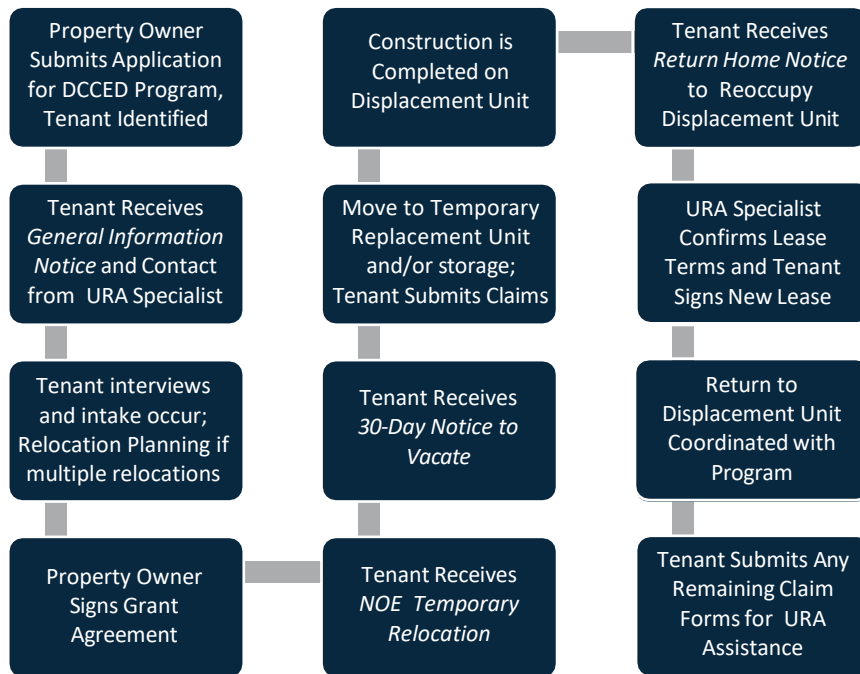 Property Owner
Submits Application
for DCCED Program,
Tenant Identified
Tenant Receives
General Information
Notice and Contact
from URA Specialist
Tenant interviews
and intake occur;
Relocation Planning if
multiple relocations
Property Owner
Signs Grant
Agreement
Tenant Receives
NOE Temporary
Relocation
Tenant Receives
30-Day Notice to
Vacate
Move to Temporary
Replacement Unit
and/or storage;
Tenant Submits Claims
Construction is
Completed on
Displacement Unit
Tenant Receives
Return Home Notice
to Reoccupy
Displacement Unit
URA Specialist
Confirms Lease
Terms and Tenant
Signs New Lease
Return to
Displacement Unit
Coordinated with
Program
Tenant Submits Any
Remaining Claim
Forms for URA
Assistance